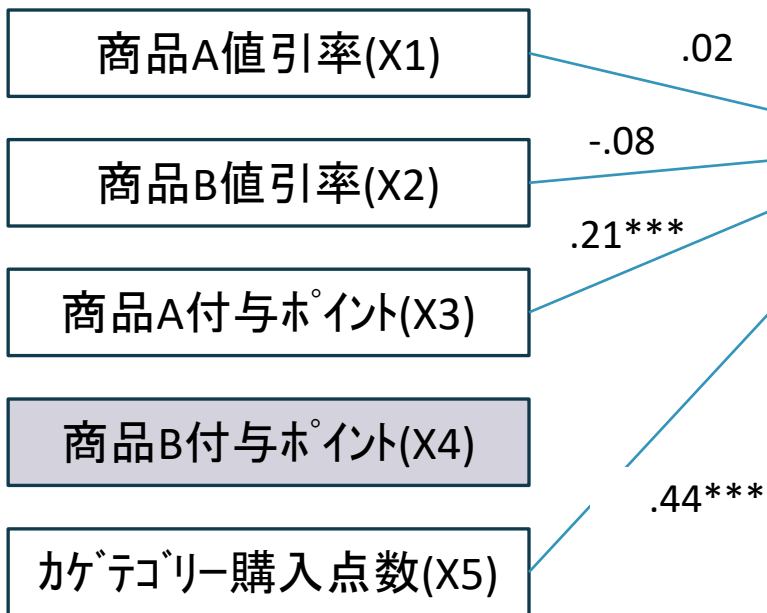 商品A値引率(X1)
.02
-.08
商品B値引率(X2)
.21***
商品A付与ﾎﾟｲﾝﾄ(X3)
商品B付与ﾎﾟｲﾝﾄ(X4)
.44***
ｶｹﾞﾃｺﾞﾘｰ購入点数(X5)